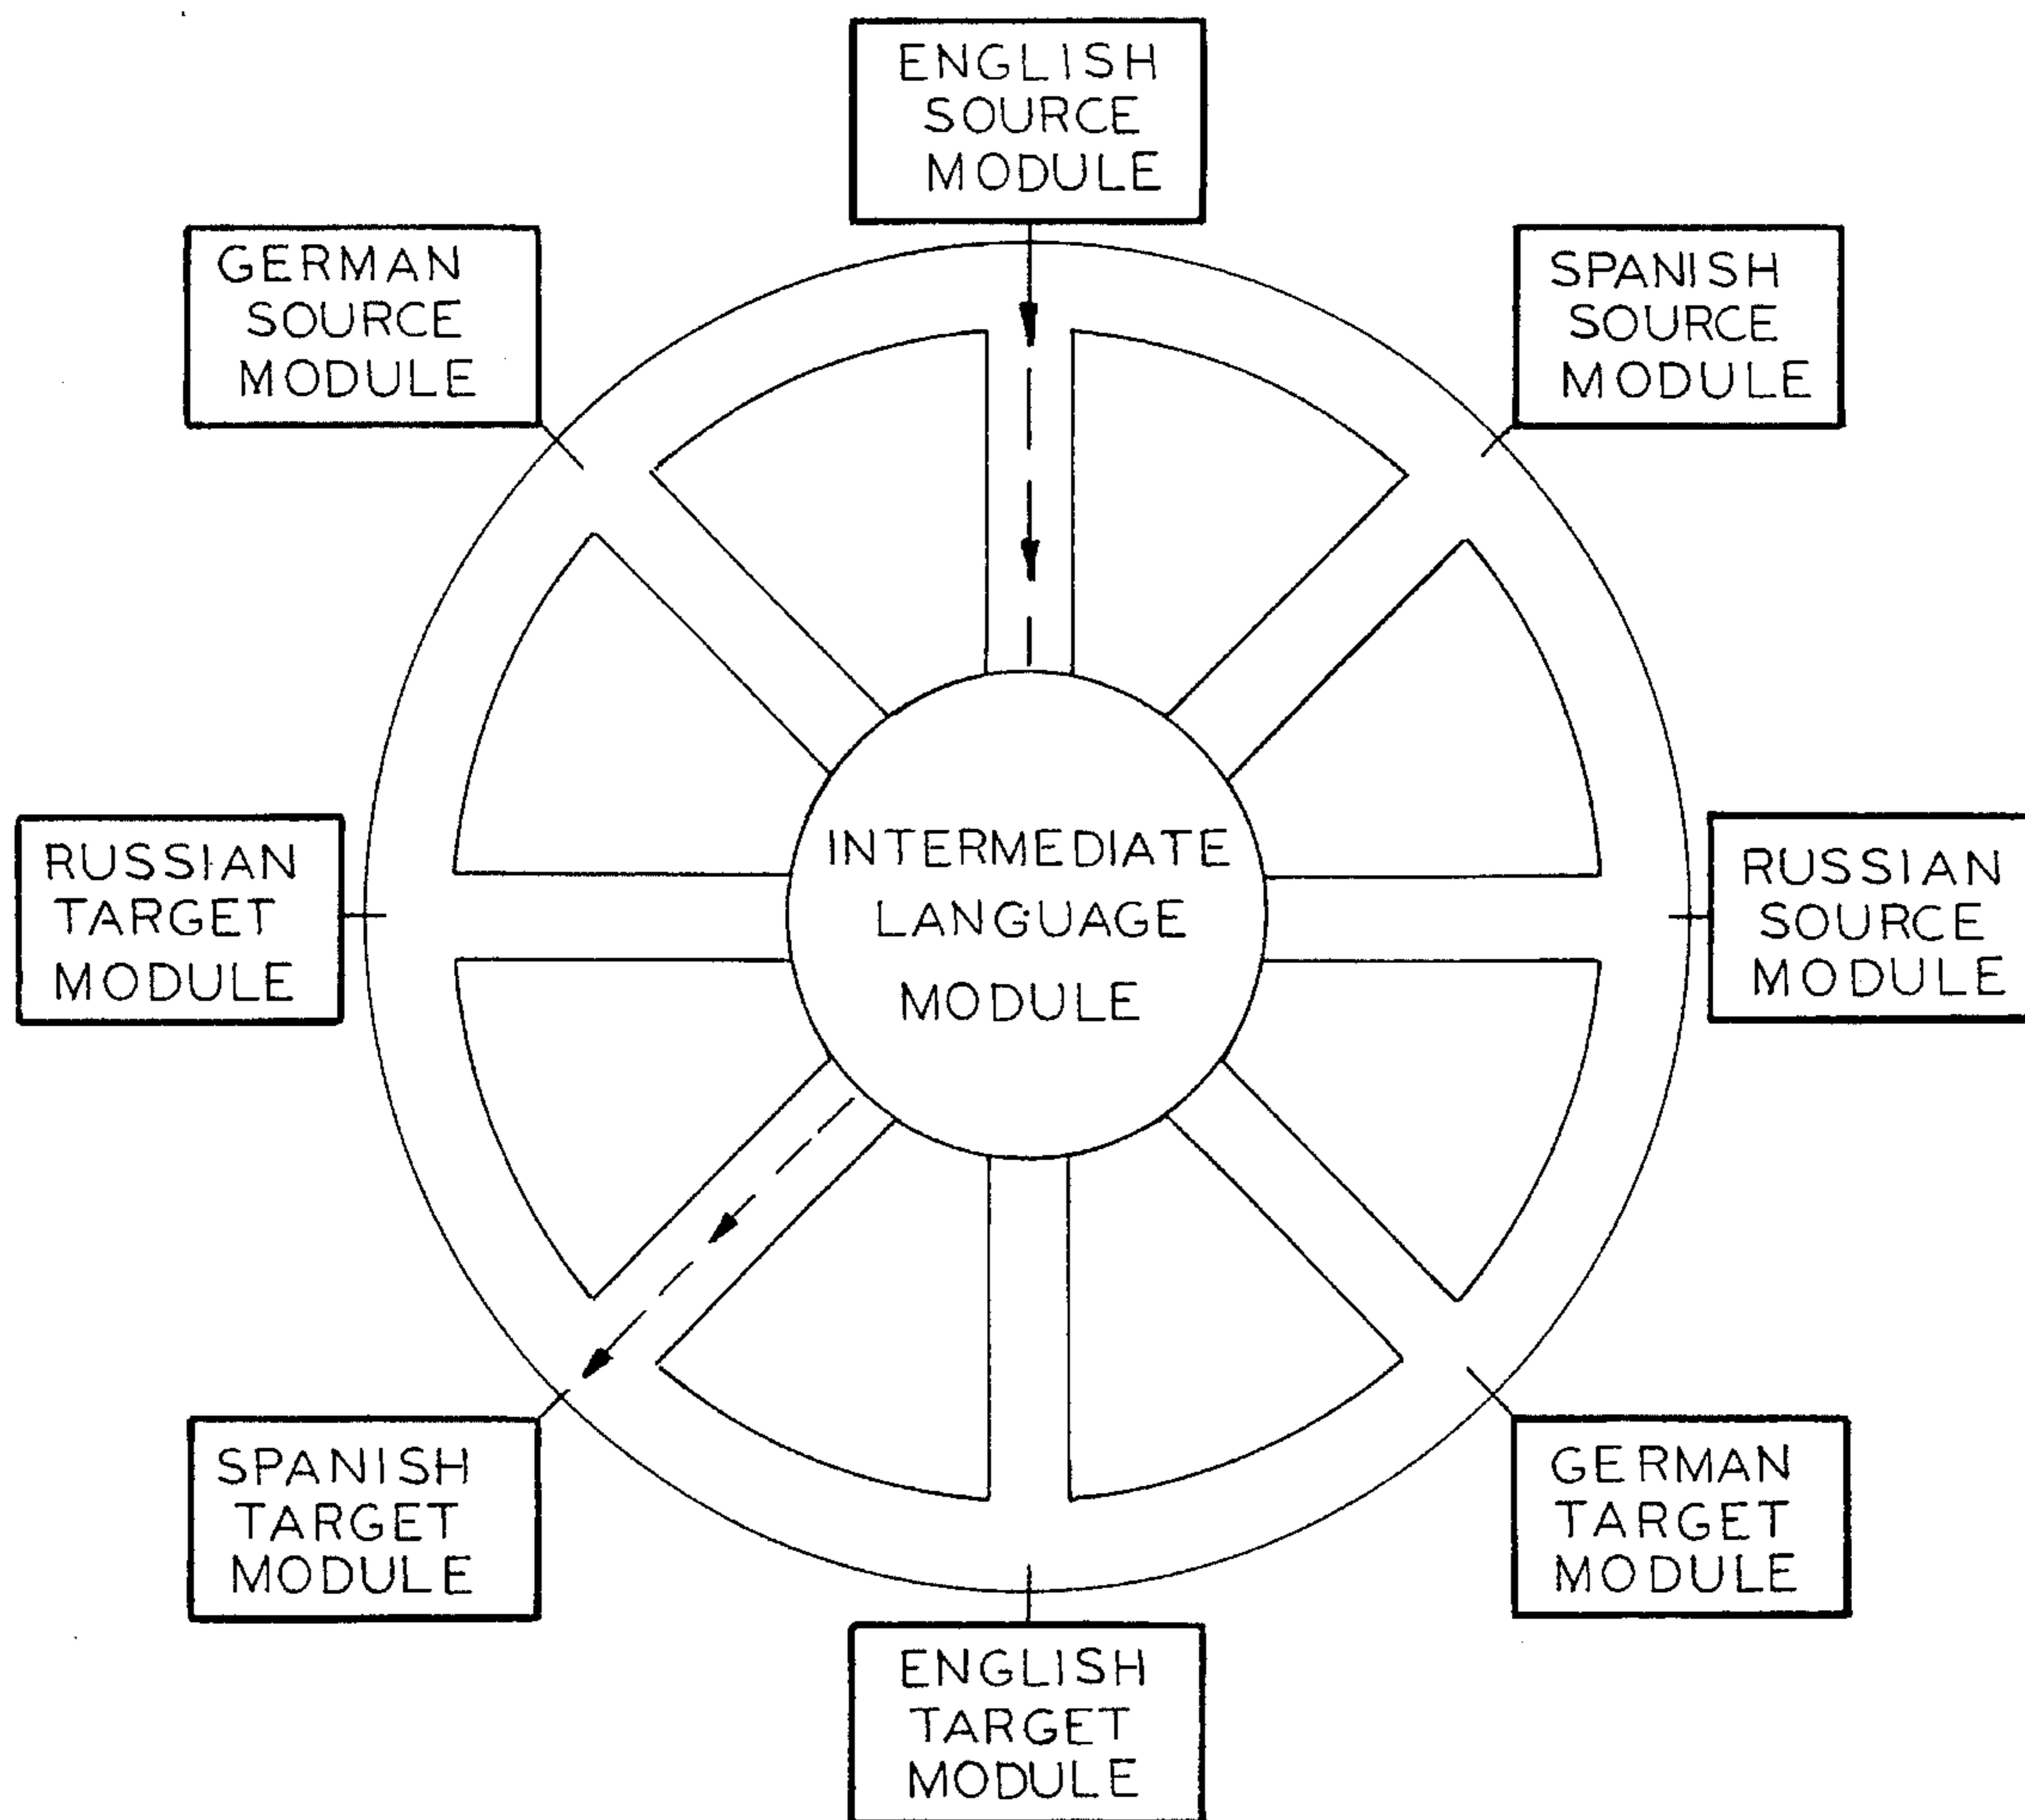 ENGLISH
SOURCE
MODULE
GERMAN
SOURCE
MODULE
SPANISH
SOURCE
MODULE
RUSSIAN
TARGET
MODULE
INTERMEDIATE
LANGUAGE
MODULE
RUSSIAN
SOURCE
MODULE
SPANISH
TARGET
MODULE
GERMAN
TARGET
MODULE
ENGLISH
TARGET
MODULE